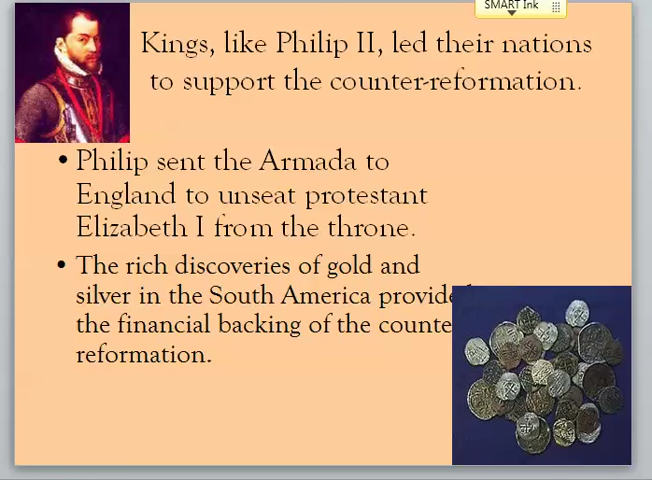 SMART Ink
Kings, like Philip II, led their nations
to support the counter-reformation.
• Philip sent the Armada to
England to unseat protestant
Elizabeth I from the throne.
• The rich discoveries of gold and
silver in the South America provided
the financial backing of the counte
reformation.